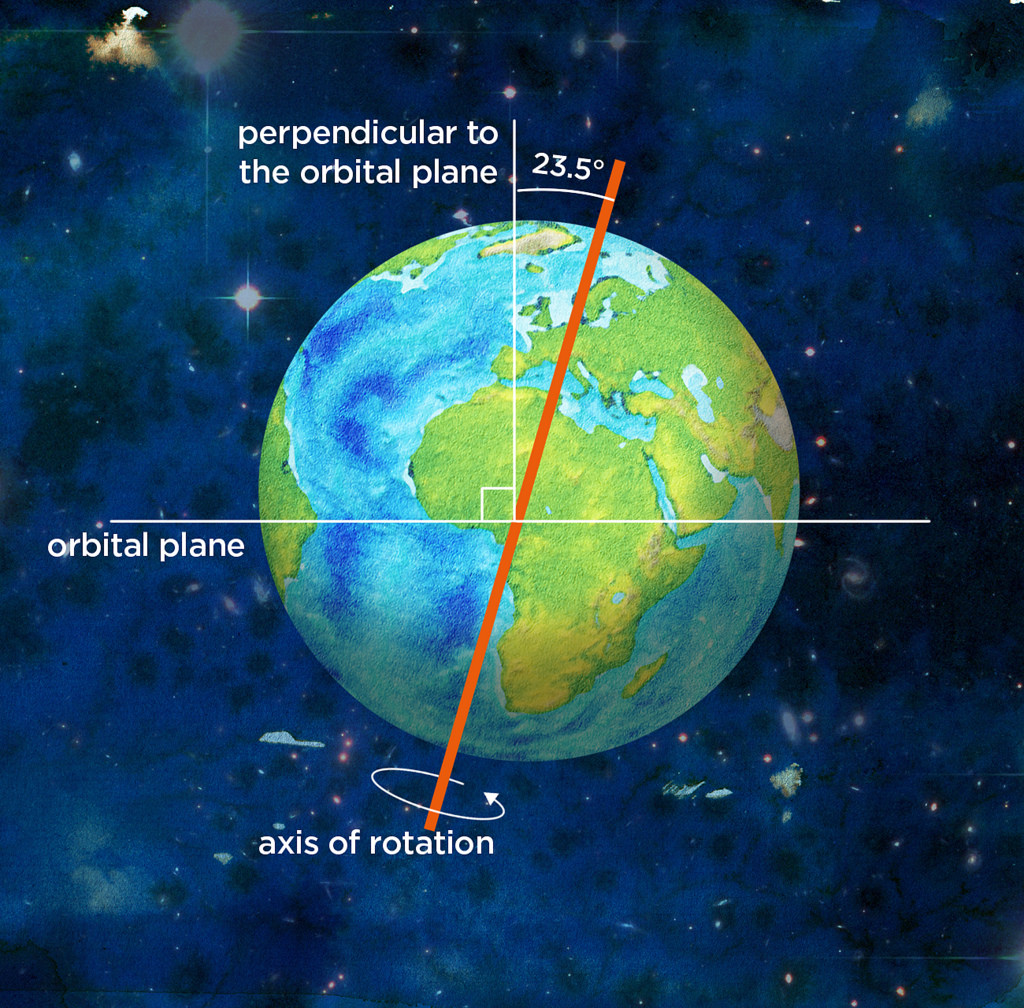 perpendicular to
the orbital plane
23.5°
orbital plane
axis of rotation